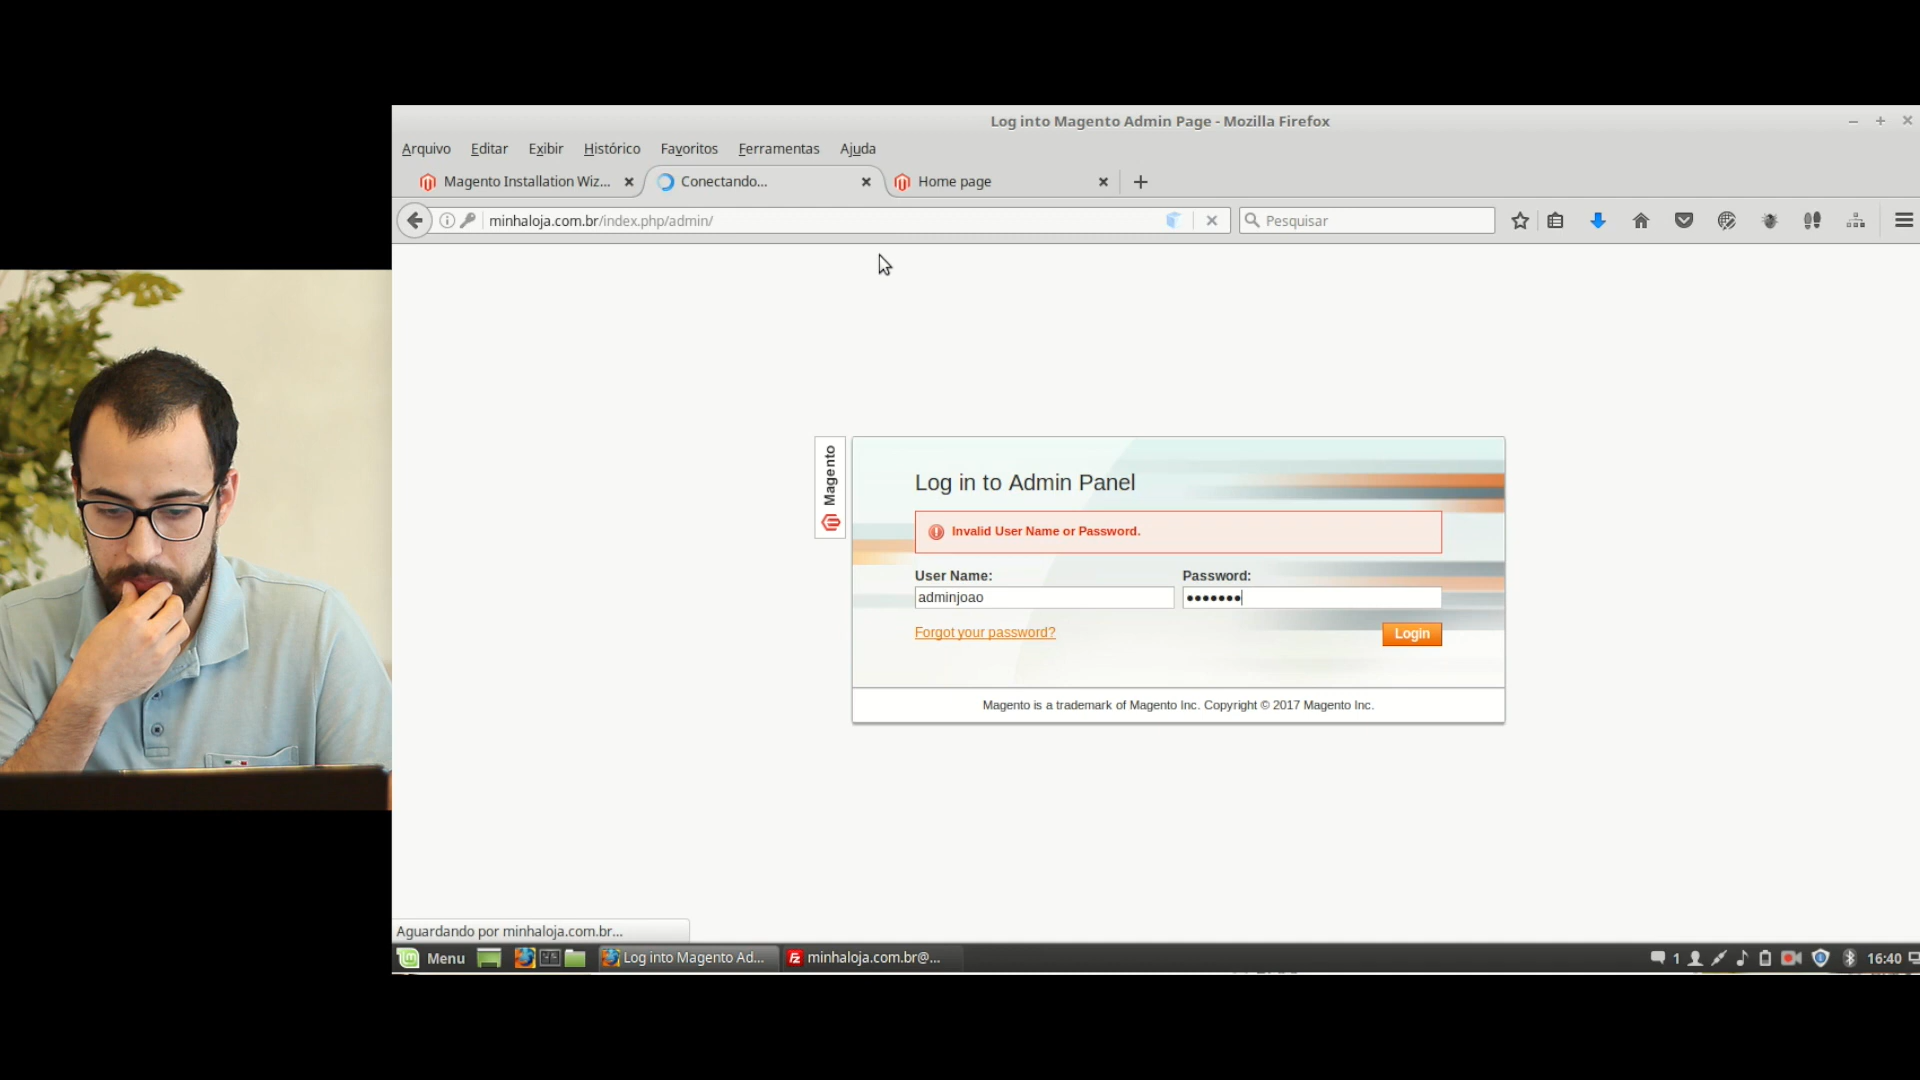 Log into Magento Admin Page - Mozilla Firefox
Arquivo Editar Exibir Histórico Favoritos Ferramentas Ajuda
Magento Installation Wiz... Conectando... Home page
minhaloja.com.br/index.php/admin/ Pesquisar
Magento
Log in to Admin Panel
Invalid User Name or Password.
User Name: Password:
adminjoao •••••••
Forgot your password? Login
Magento is a trademark of Magento Inc. Copyright © 2017 Magento Inc.
Aguardando por minhaloja.com.br...
Menu Log into Magento Ad... minhaloja.com.br@... 1 16:40